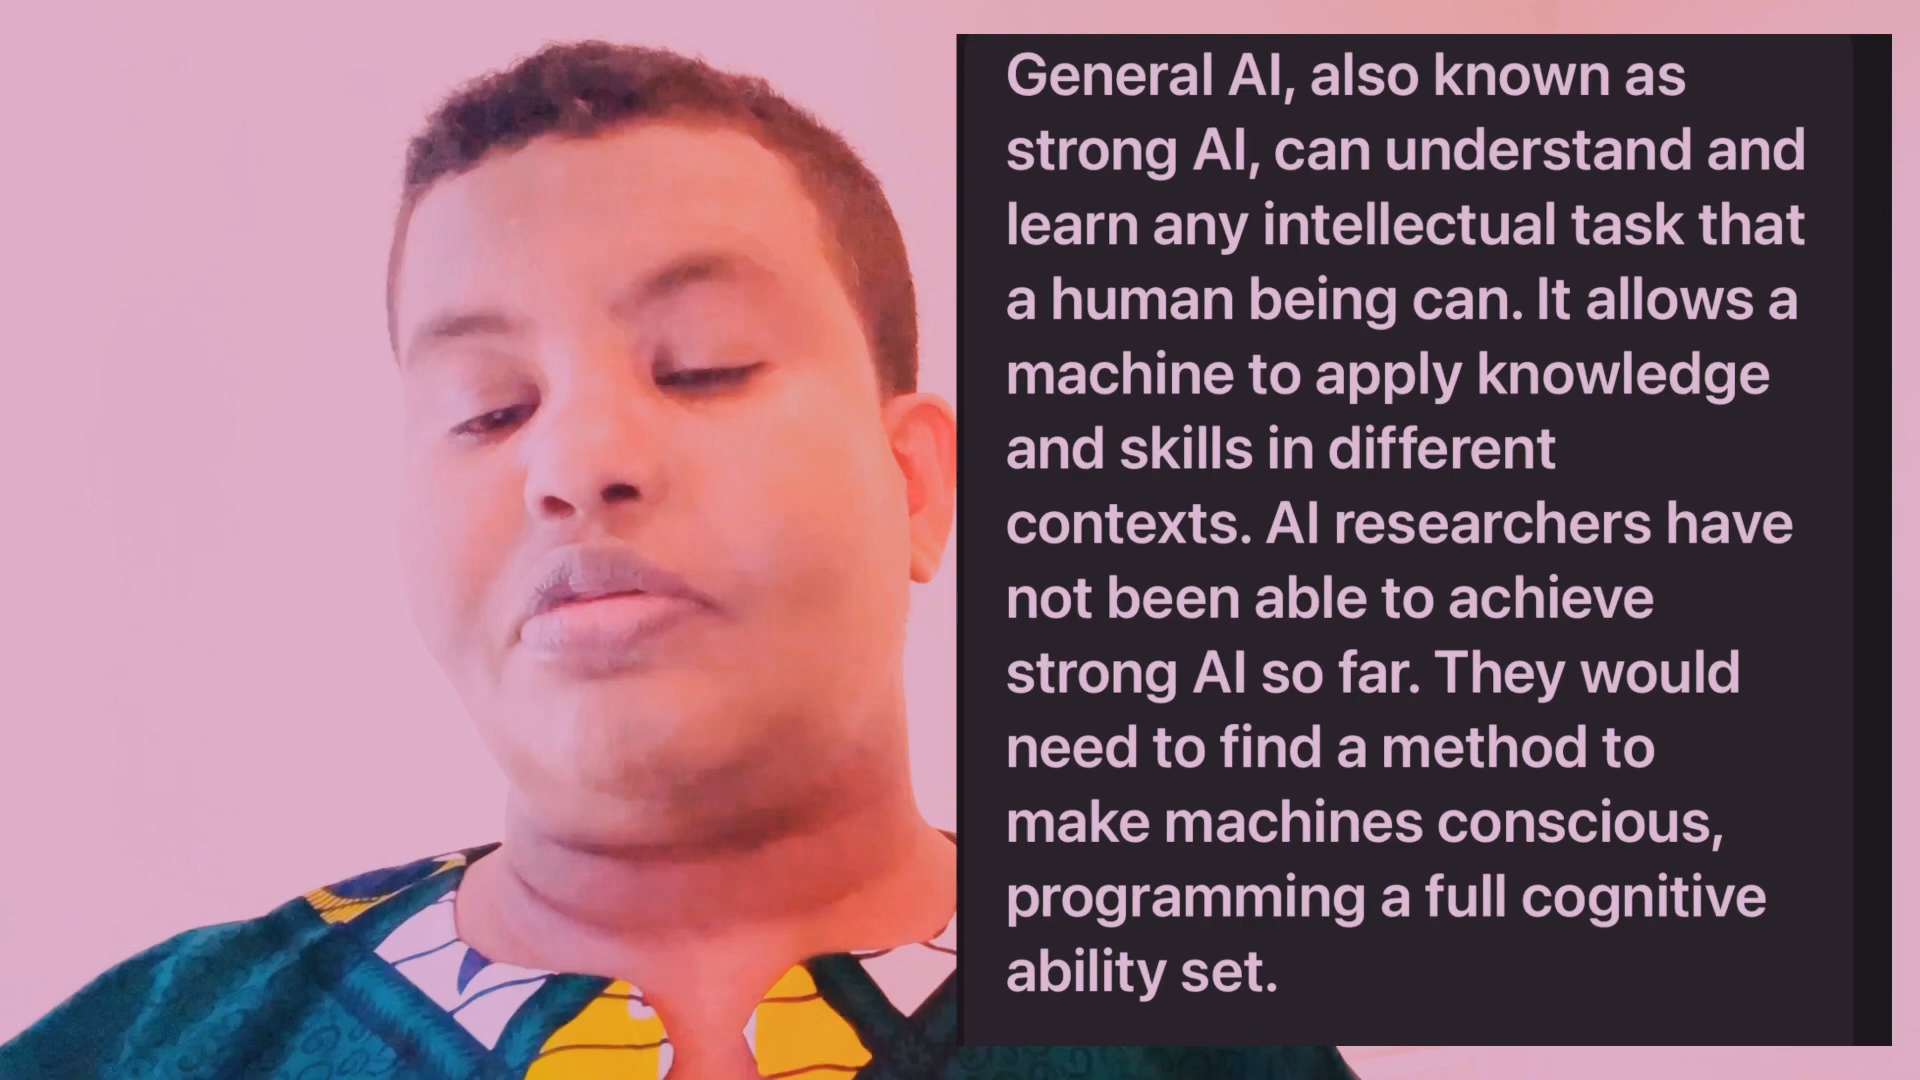 General AI, also known as
strong AI, can understand and
learn any intellectual task that
a human being can. It allows a
machine to apply knowledge
and skills in different
contexts. AI researchers have
not been able to achieve
strong AI so far. They would
need to find a method to
make machines conscious,
programming a full cognitive
ability set.